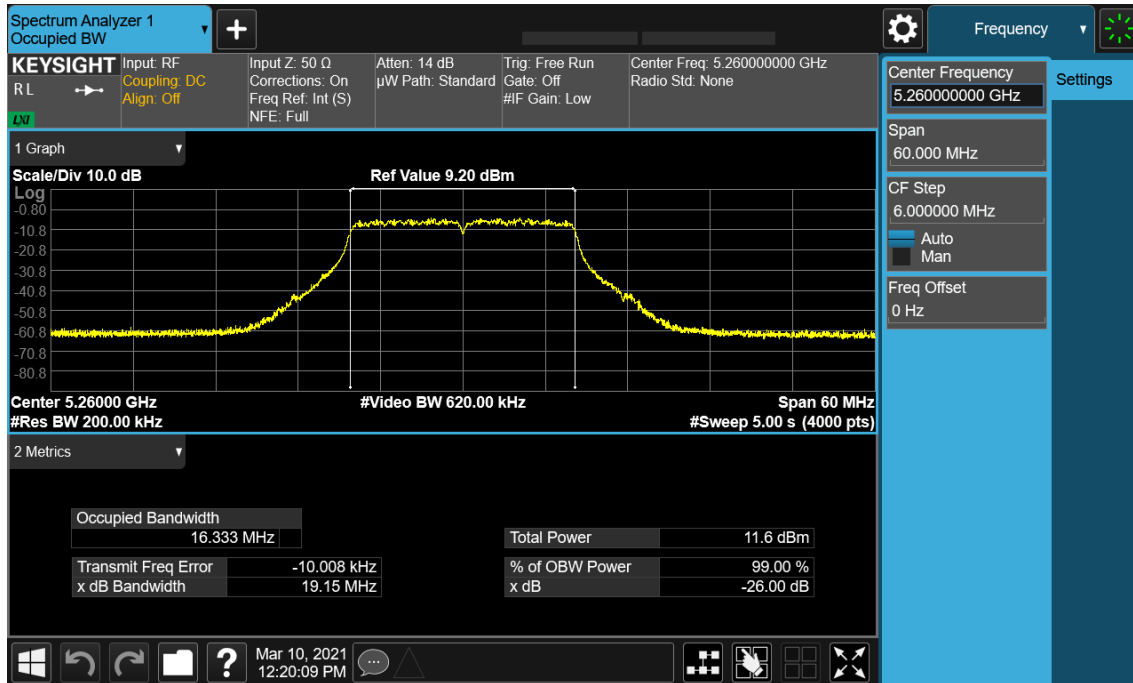 Spectrum Analyzer 1
Occupied BW
Frequency
KEYSIGHT
R L
LXI
Input: RF
Coupling: DC
Align: Off
Input Z: 50 Ω
Corrections: On
Freq Ref: Int (S)
NFE: Full
Atten: 14 dB
µW Path: Standard
Trig: Free Run
Gate: Off
#IF Gain: Low
Center Freq: 5.260000000 GHz
Radio Std: None
Center Frequency
5.260000000 GHz
Settings
Span
60.000 MHz
CF Step
6.000000 MHz
Auto
Man
Freq Offset
0 Hz
1 Graph
Scale/Div 10.0 dB
Ref Value 9.20 dBm
Log
-0.80
-10.8
-20.8
-30.8
-40.8
-50.8
-60.8
-70.8
-80.8
Center 5.26000 GHz
#Video BW 620.00 kHz
Span 60 MHz
#Res BW 200.00 kHz
#Sweep 5.00 s (4000 pts)
2 Metrics
Occupied Bandwidth
16.333 MHz
Total Power 11.6 dBm
Transmit Freq Error -10.008 kHz
% of OBW Power 99.00 %
x dB Bandwidth 19.15 MHz
x dB -26.00 dB
?
Mar 10, 2021
12:20:09 PM